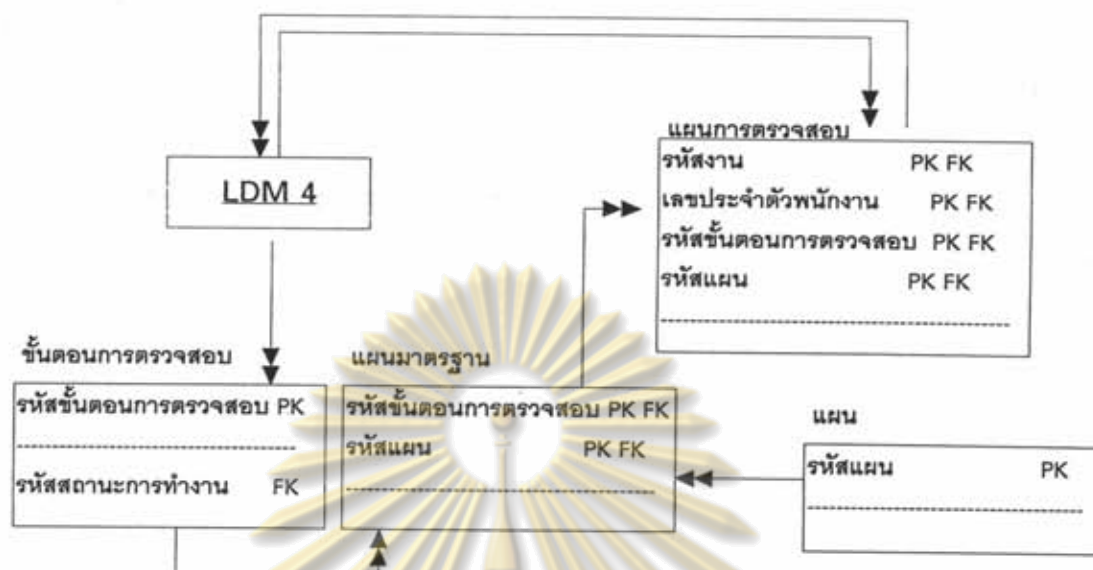 แผนการตรวจสอบ
รหัสงาน PK FK
เลขประจำตัวพนักงาน PK FK
รหัสขั้นตอนการตรวจสอบ PK FK
รหัสแผน PK FK
LDM 4
ขั้นตอนการตรวจสอบ
รหัสขั้นตอนการตรวจสอบ PK
รหัสสถานะการทำงาน FK
แผนมาตรฐาน
รหัสขั้นตอนการตรวจสอบ PK FK
รหัสแผน PK FK
แผน
รหัสแผน PK